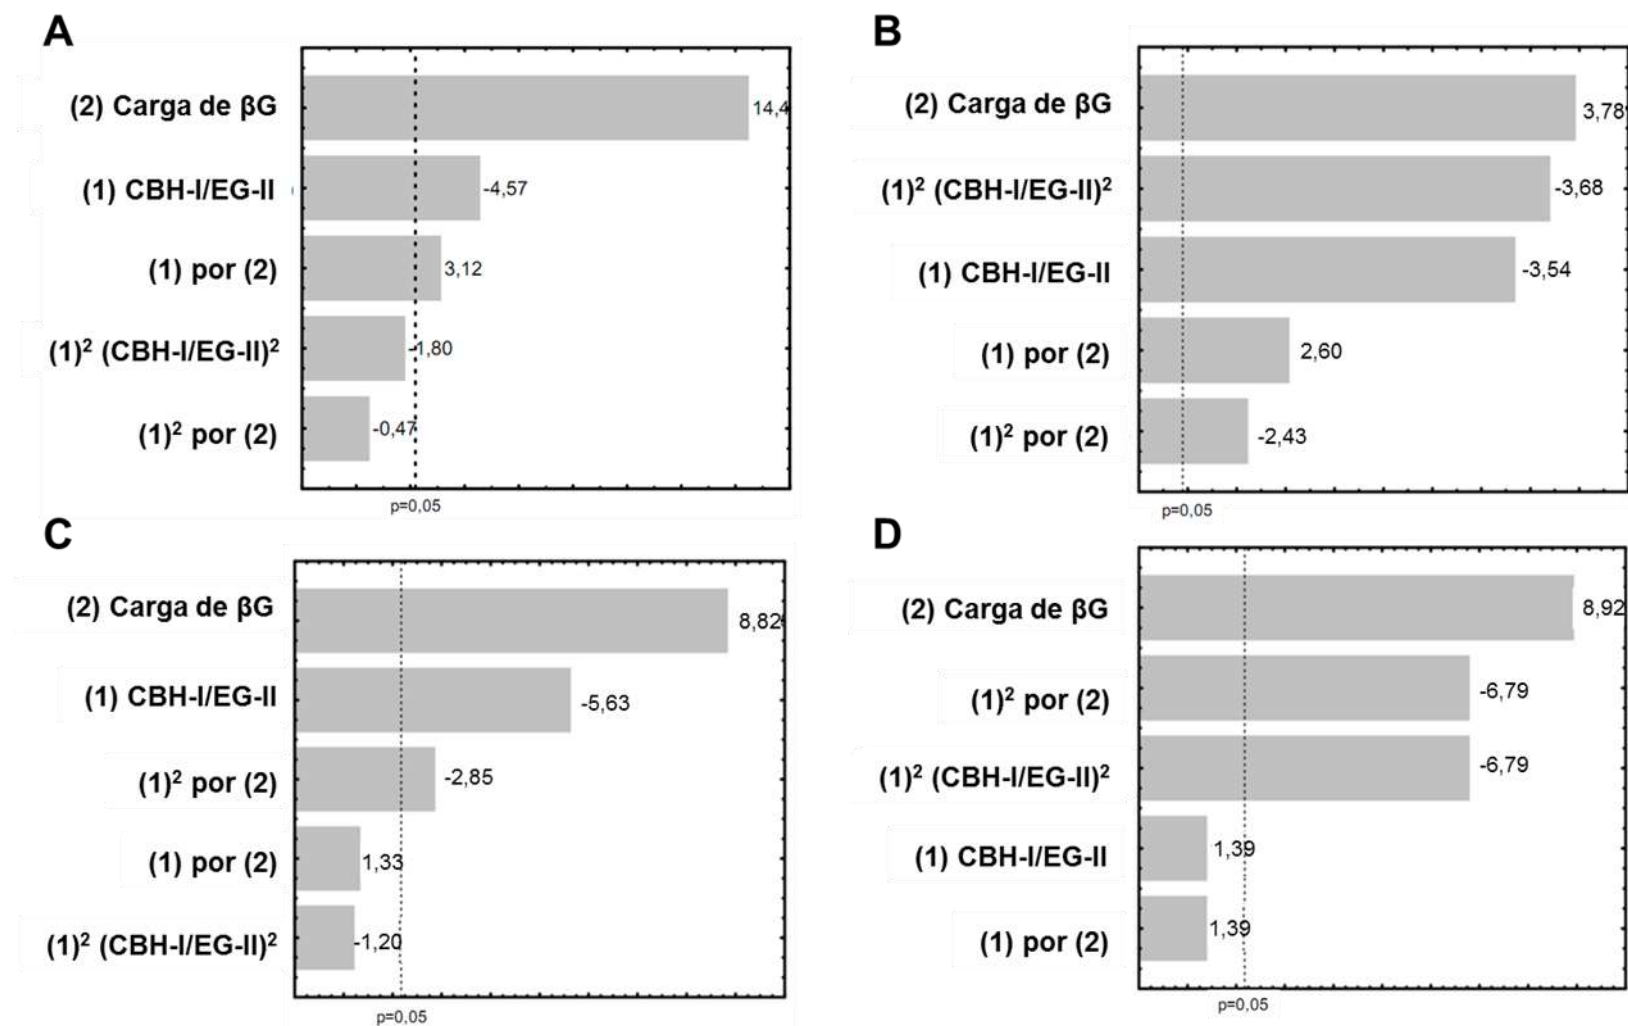 A
(2) Carga de βG
14,4
(1) CBH-I/EG-II
-4,57
(1) por (2)
3,12
(1)² (CBH-I/EG-II)²
-1,80
(1)² por (2)
-0,47
p=0,05
B
(2) Carga de βG
3,78
(1)² (CBH-I/EG-II)²
-3,68
(1) CBH-I/EG-II
-3,54
(1) por (2)
2,60
(1)² por (2)
-2,43
p=0,05
C
(2) Carga de βG
8,82
(1) CBH-I/EG-II
-5,63
(1)² por (2)
-2,85
(1) por (2)
1,33
(1)² (CBH-I/EG-II)²
-1,20
p=0,05
D
(2) Carga de βG
8,92
(1)² por (2)
-6,79
(1)² (CBH-I/EG-II)²
-6,79
(1) CBH-I/EG-II
1,39
(1) por (2)
1,39
p=0,05